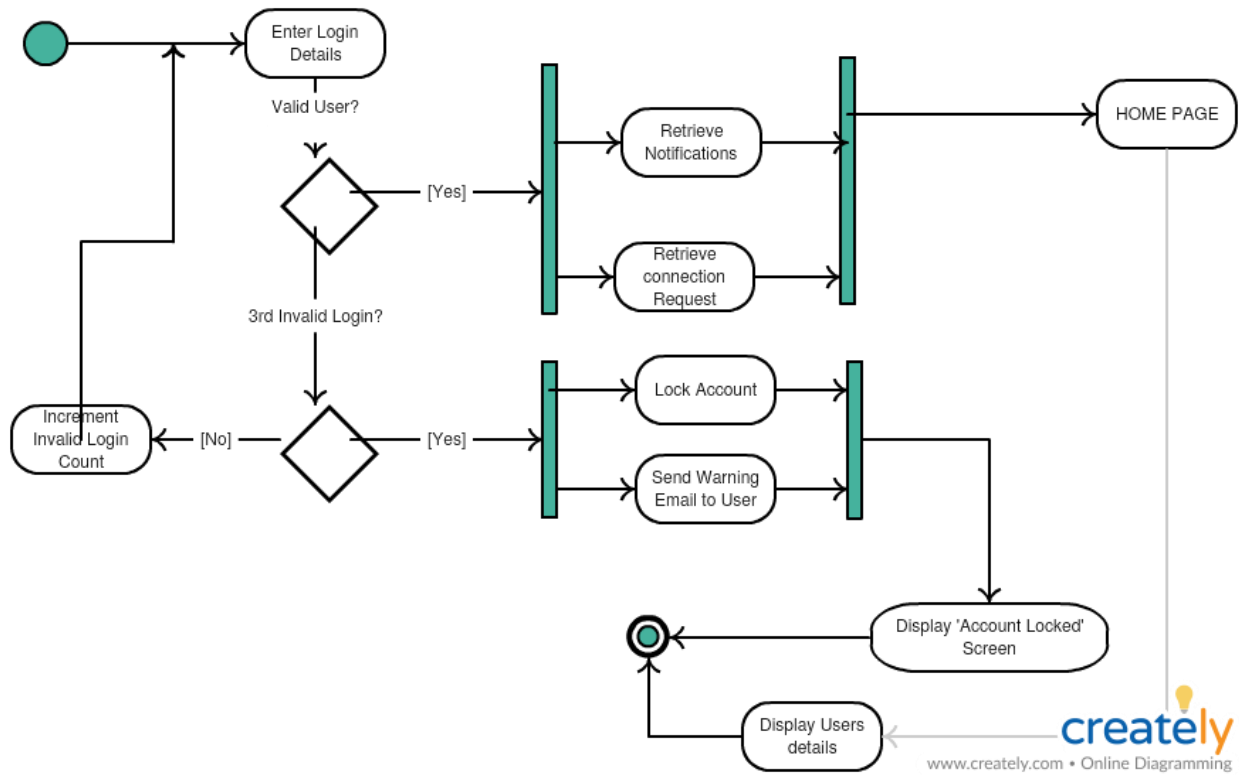 Enter Login
Details
Valid User?
[Yes]
Retrieve
Notifications
HOME PAGE
Retrieve
connection
Request
3rd Invalid Login?
Increment
Invalid Login
Count
[No]
[Yes]
Lock Account
Send Warning
Email to User
Display 'Account Locked'
Screen
Display Users
details
creately
www.creately.com • Online Diagramming